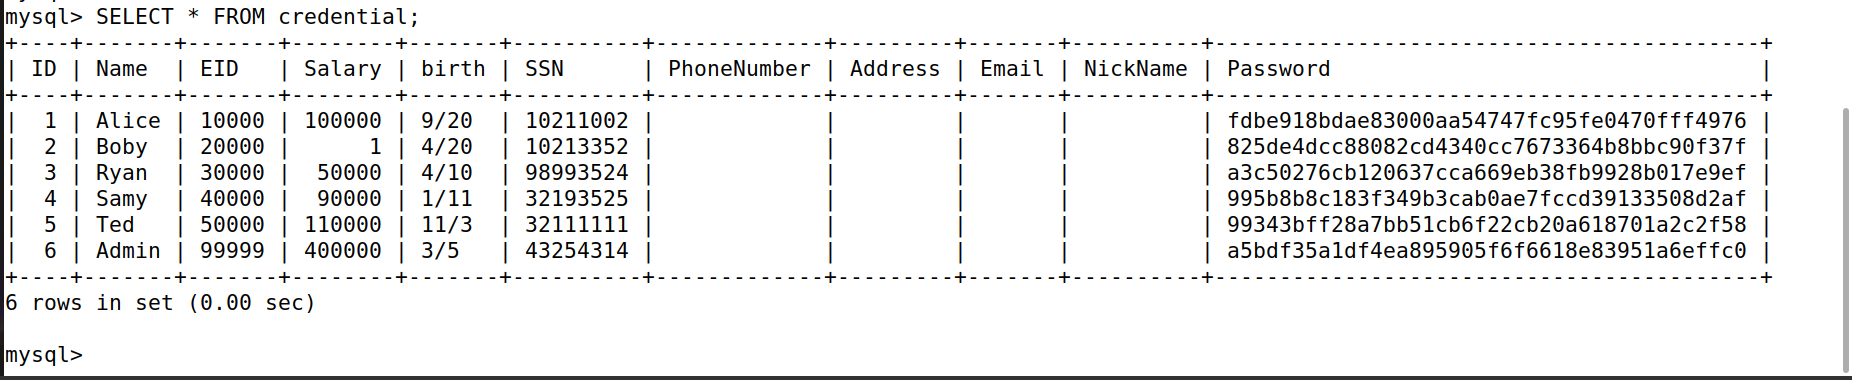 mysql> SELECT * FROM credential;
+----+-------+-------+--------+-------+----------+-------------+---------+-------+----------+------------------------------------------+
| ID | Name  | EID   | Salary | birth | SSN      | PhoneNumber | Address | Email | NickName | Password                                 |
+----+-------+-------+--------+-------+----------+-------------+---------+-------+----------+------------------------------------------+
|  1 | Alice | 10000 | 100000 | 9/20  | 10211002 |             |         |       |          | fdbe918bdae83000aa54747fc95fe0470fff4976 |
|  2 | Boby  | 20000 |      1 | 4/20  | 10213352 |             |         |       |          | 825de4dcc88082cd4340cc7673364b8bbc90f37f |
|  3 | Ryan  | 30000 |  50000 | 4/10  | 98993524 |             |         |       |          | a3c50276cb120637cca669eb38fb9928b017e9ef |
|  4 | Samy  | 40000 |  90000 | 1/11  | 32193525 |             |         |       |          | 995b8b8c183f349b3cab0ae7fccd39133508d2af |
|  5 | Ted   | 50000 | 110000 | 11/3  | 32111111 |             |         |       |          | 99343bff28a7bb51cb6f22cb20a618701a2c2f58 |
|  6 | Admin | 99999 | 400000 | 3/5   | 43254314 |             |         |       |          | a5bdf35a1df4ea895905f6f6618e83951a6effc0 |
+----+-------+-------+--------+-------+----------+-------------+---------+-------+----------+------------------------------------------+
6 rows in set (0.00 sec)
mysql>